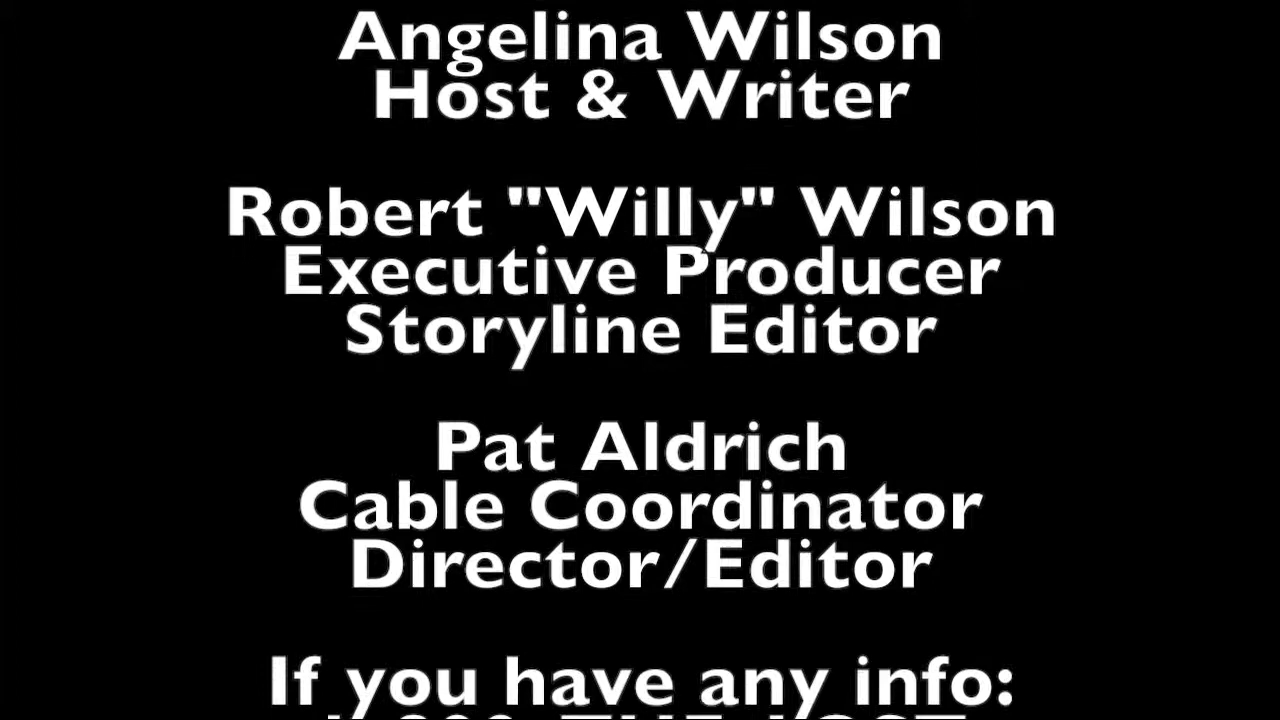 Angelina Wilson
Host & Writer
Robert "Willy" Wilson
Executive Producer
Storyline Editor
Pat Aldrich
Cable Coordinator
Director/Editor
If you have any info: